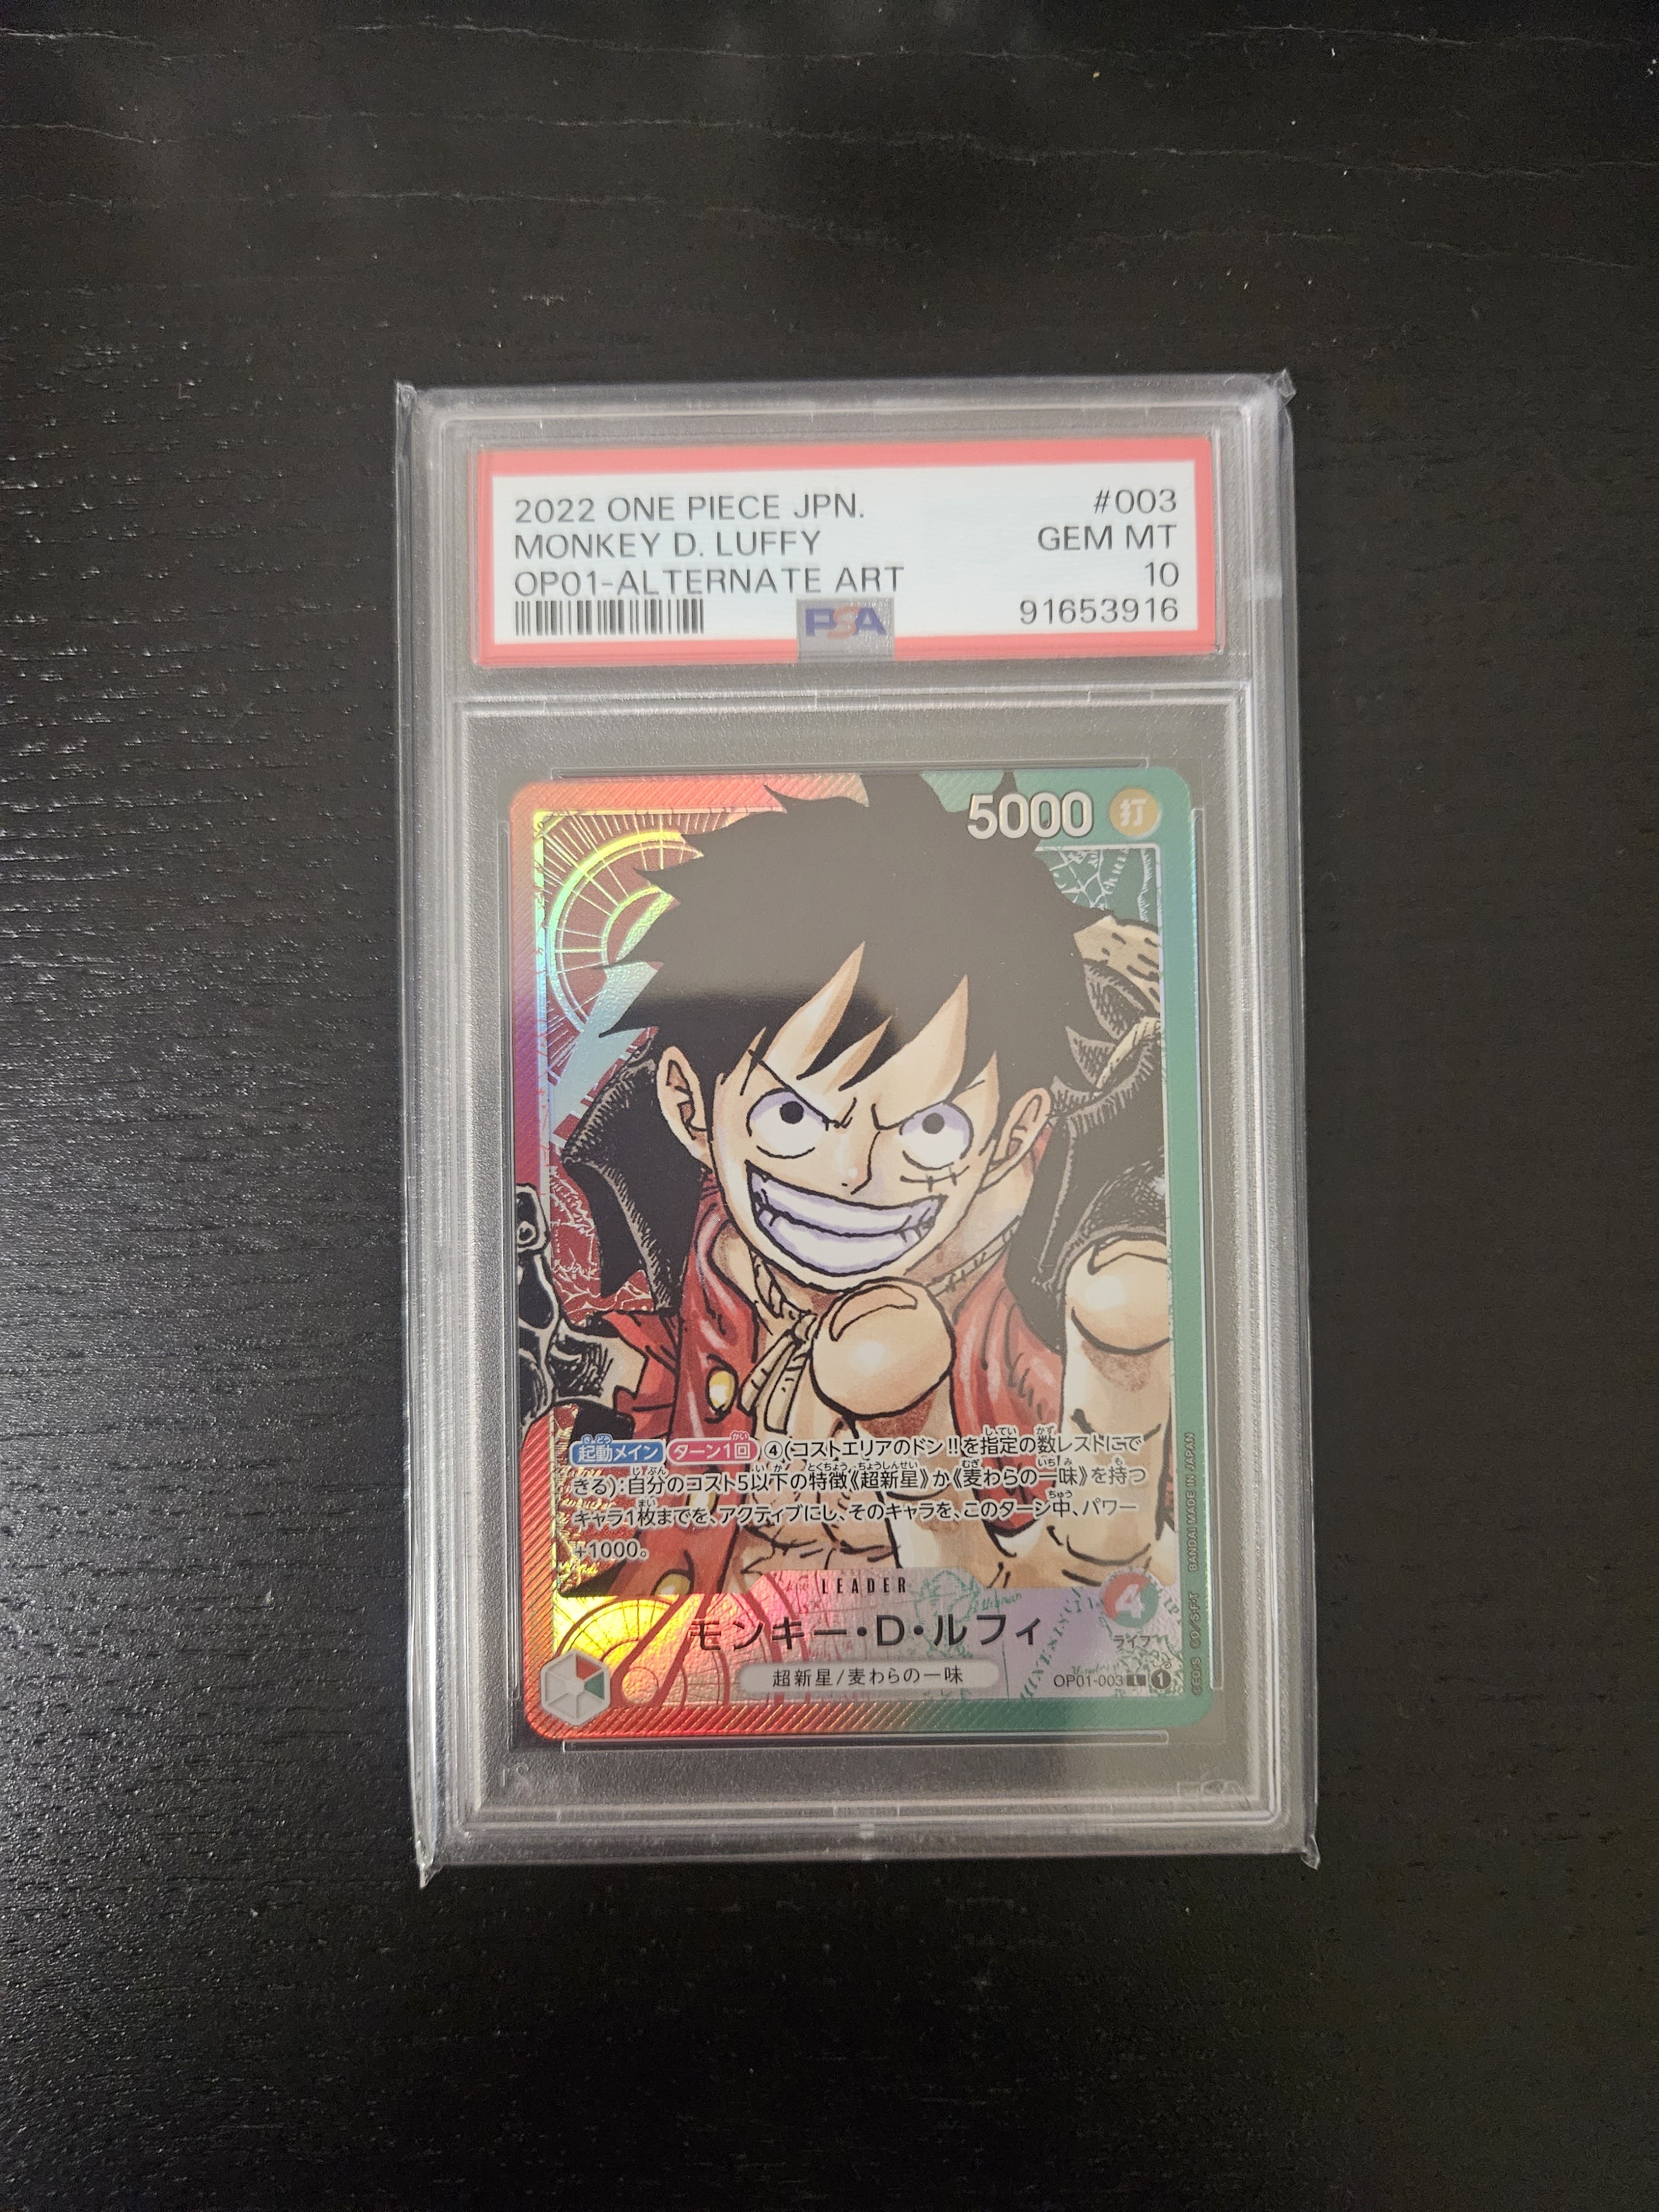 2022 ONE PIECE JPN. #003
MONKEY D. LUFFY GEM MT
OP01-ALTERNATE ART 10
PSA 91653916
5000 打
起動メイン ターン1回 ④(コストエリアのドン!!を指定の数レストにで
きる):自分のコスト5以下の特徴《超新星》か《麦わらの一味》を持つ
キャラ1枚までを、アクティブにし、そのキャラを、このターン中、パワー
+1000。
LEADER
モンキー・D・ルフィ
4
ライフ
超新星/麦わらの一味
OP01-003 L 1
BANDAI MADE IN JAPAN